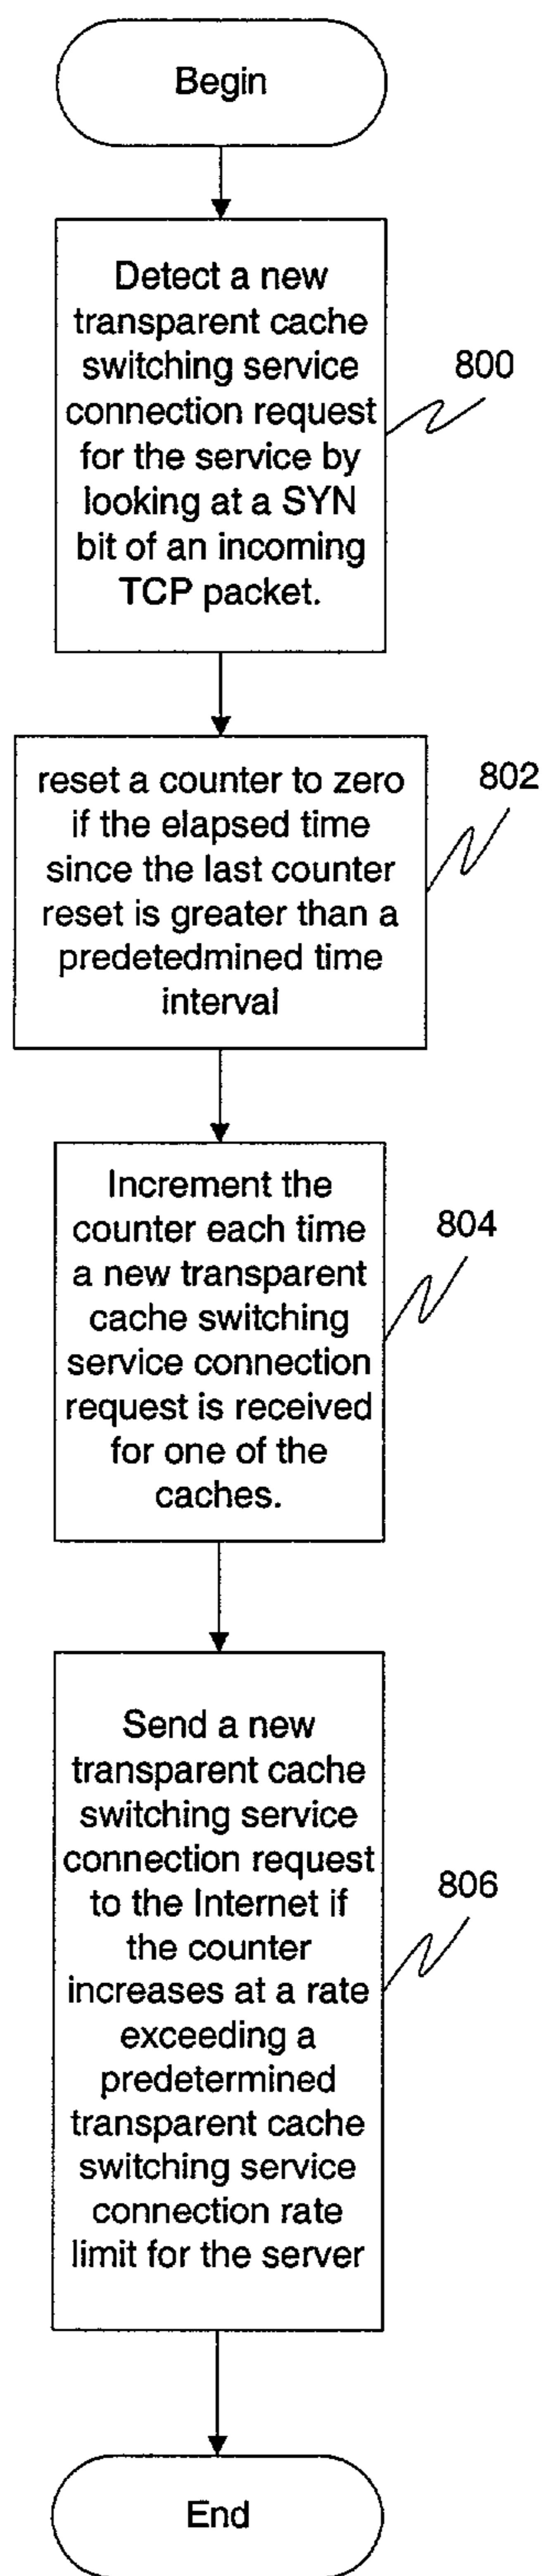 Begin
Detect a new
transparent cache
switching service
connection request
for the service by
looking at a SYN
bit of an incoming
TCP packet.
800
reset a counter to zero
if the elapsed time
since the last counter
reset is greater than a
predetedmined time
interval
802
Increment the
counter each time
a new transparent
cache switching
service connection
request is received
for one of the
caches.
804
Send a new
transparent cache
switching service
connection request
to the Internet if
the counter
increases at a rate
exceeding a
predetermined
transparent cache
switching service
connection rate
limit for the server
806
End